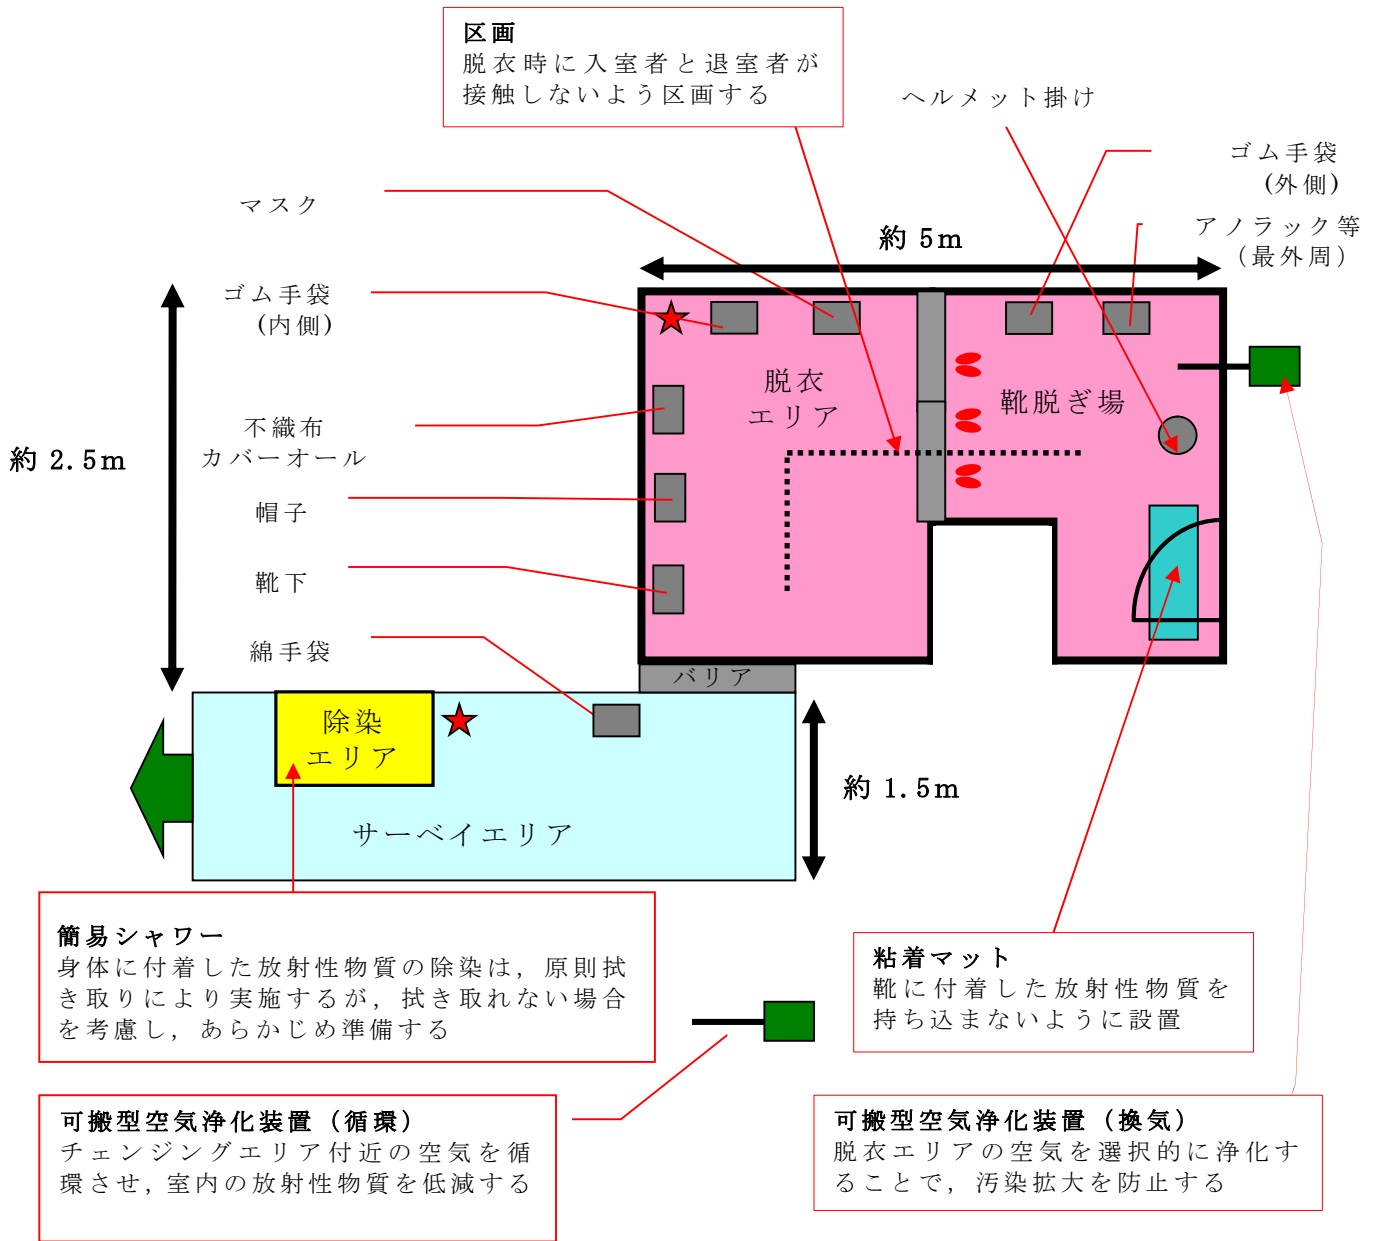 区画
脱衣時に入室者と退室者が
接触しないよう区画する
ヘルメット掛け
ゴム手袋
(外側)
アノラック等
（最外周）
マスク
約 5m
ゴム手袋
(内側)
脱衣
エリア
靴脱ぎ場
不織布
カバーオール
約 2.5m
帽子
靴下
綿手袋
バリア
除染
エリア
約 1.5m
サーベイエリア
簡易シャワー
身体に付着した放射性物質の除染は，原則拭
き取りにより実施するが，拭き取れない場合
を考慮し，あらかじめ準備する
粘着マット
靴に付着した放射性物質を
持ち込まないように設置
可搬型空気浄化装置（循環）
チェンジングエリア付近の空気を循
環させ，室内の放射性物質を低減する
可搬型空気浄化装置（換気）
脱衣エリアの空気を選択的に浄化す
ることで，汚染拡大を防止する